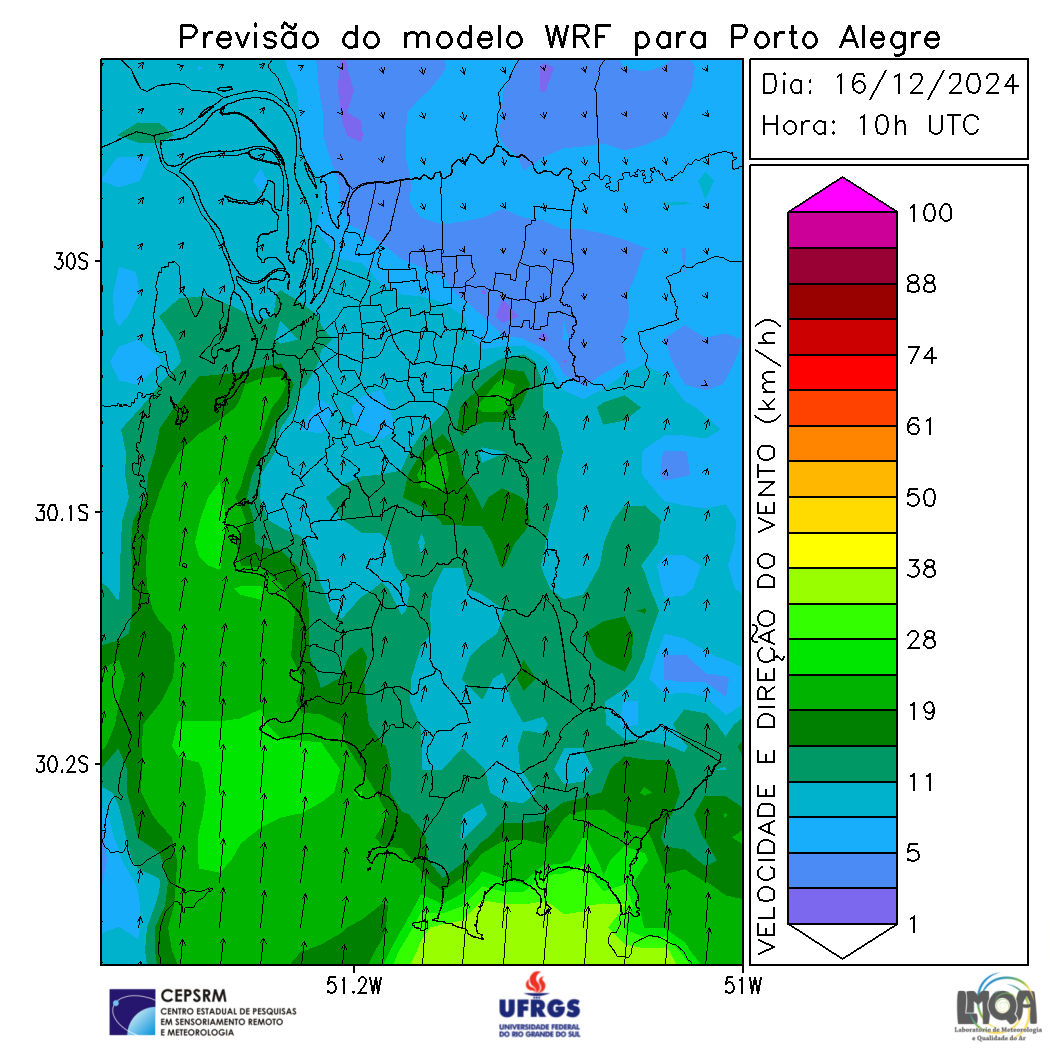 Previsão do modelo WRF para Porto Alegre
Dia: 16/12/2024
Hora: 10h UTC
30S
30.1S
30.2S
51.2W
51W
VELOCIDADE E DIREÇÃO DO VENTO (km/h)
100
88
74
61
50
38
28
19
11
5
1
CEPSRM
CENTRO ESTADUAL DE PESQUISAS
EM SENSORIAMENTO REMOTO
E METEOROLOGIA
UFRGS
UNIVERSIDADE FEDERAL
DO RIO GRANDE DO SUL
LMQA
Laboratório de Meteorologia
e Qualidade do Ar